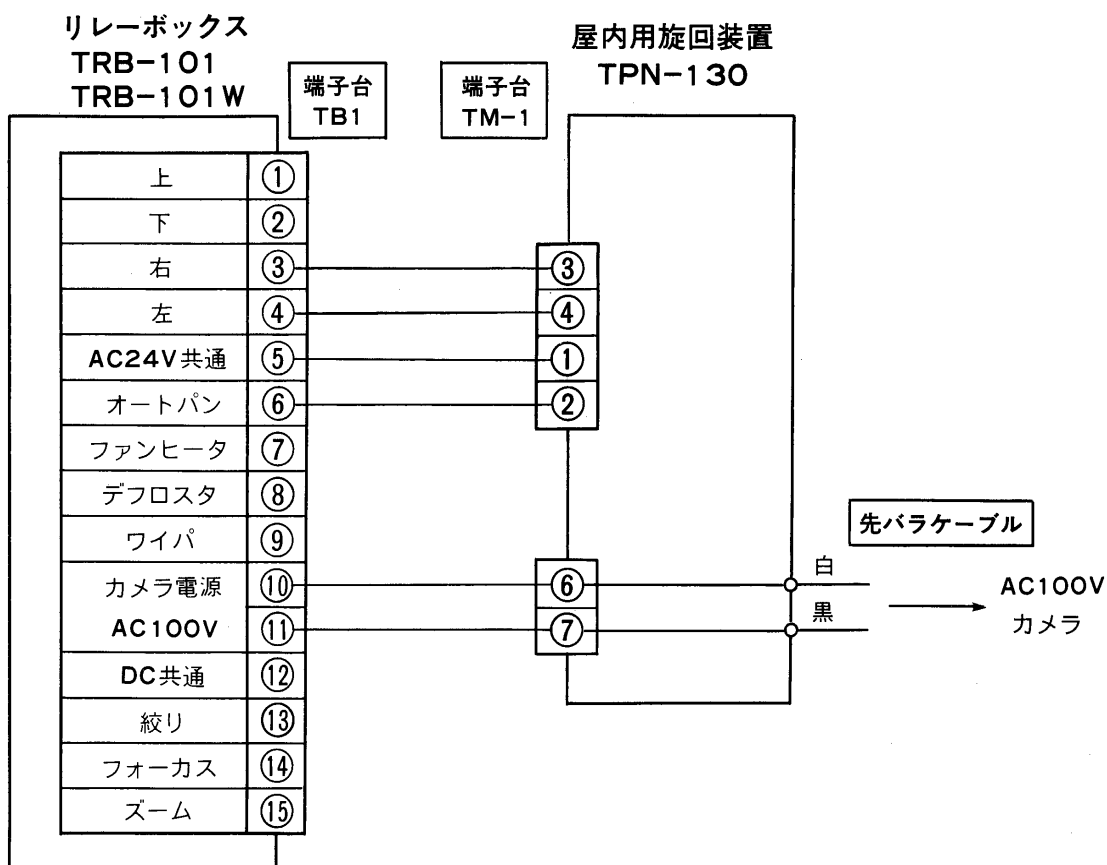 リレーボックス
TRB-101
TRB-101W
端子台
TB1
端子台
TM-1
屋内用旋回装置
TPN-130
上 ①
下 ②
右 ③ ③
左 ④ ④
AC24V共通 ⑤ ①
オートパン ⑥ ②
ファンヒータ ⑦
デフロスタ ⑧
ワイパ ⑨
カメラ電源 ⑩ ⑥
AC100V ⑪ ⑦
DC共通 ⑫
絞り ⑬
フォーカス ⑭
ズーム ⑮
先バラケーブル
白
黒
AC100V
カメラ